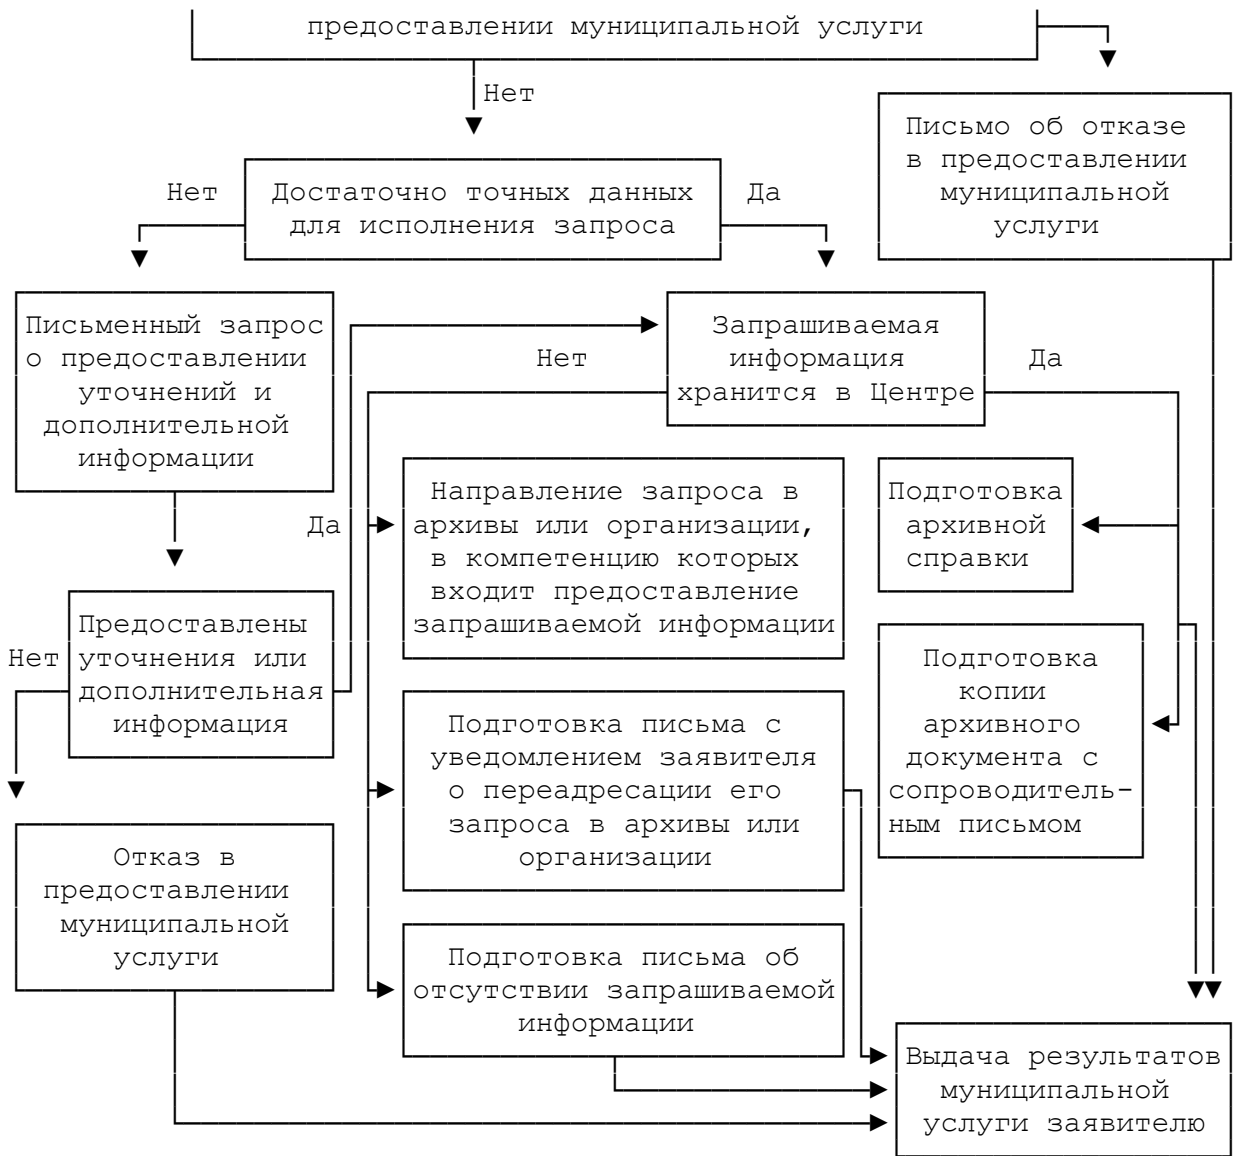 предоставлении муниципальной услуги
Нет
Письмо об отказе
в предоставлении
муниципальной
услуги
Нет
Достаточно точных данных
для исполнения запроса
Да
Письменный запрос
о предоставлении
уточнений и
дополнительной
информации
Запрашиваемая
информация
хранится в Центре
Нет
Да
Направление запроса в
архивы или организации,
в компетенцию которых
входит предоставление
запрашиваемой информации
Подготовка
архивной
справки
Да
Предоставлены
уточнения или
дополнительная
информация
Нет
Подготовка
копии
архивного
документа с
сопроводитель-
ным письмом
Подготовка письма с
уведомлением заявителя
о переадресации его
запроса в архивы или
организации
Отказ в
предоставлении
муниципальной
услуги
Подготовка письма об
отсутствии запрашиваемой
информации
Выдача результатов
муниципальной
услуги заявителю